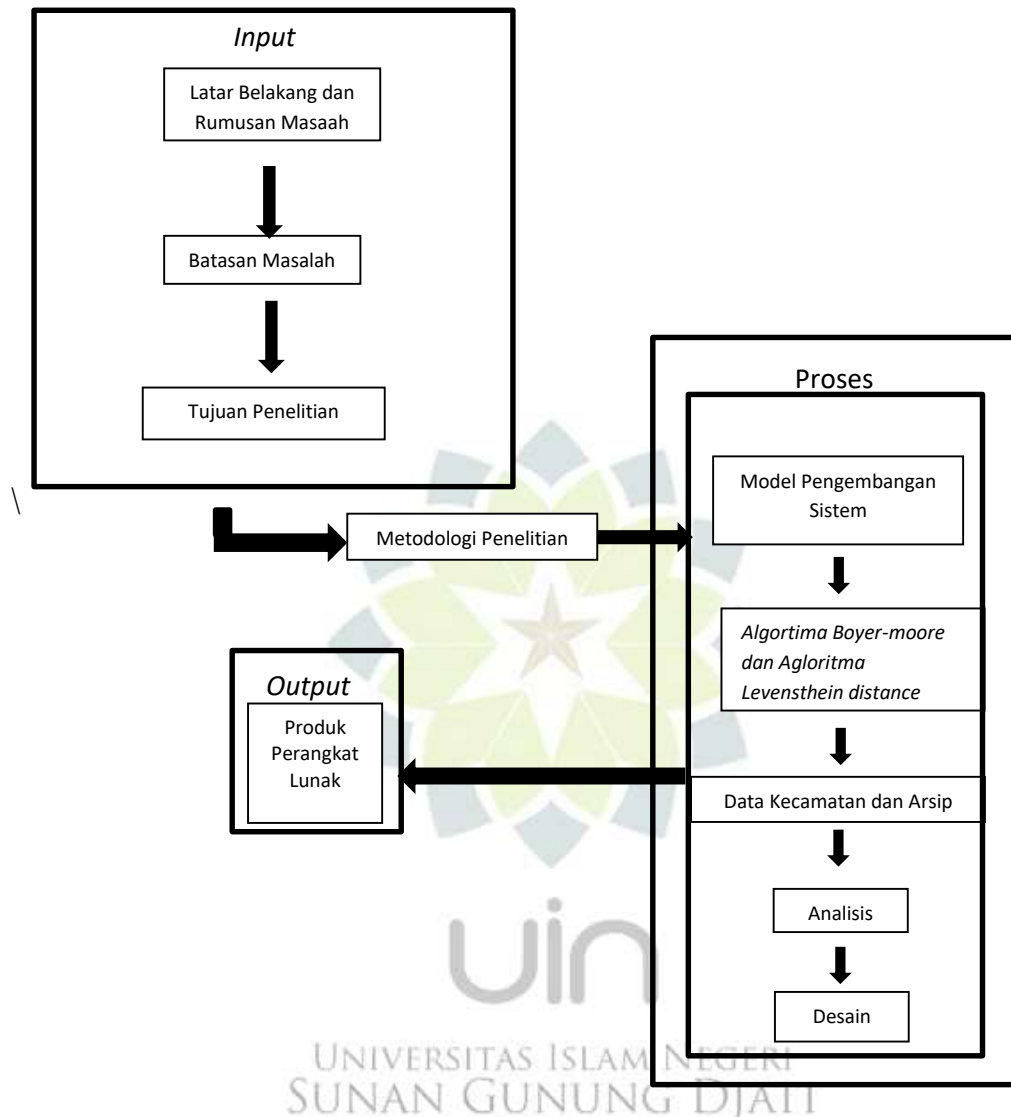 Input
Latar Belakang dan
Rumusan Masaah
Batasan Masalah
Tujuan Penelitian
\
Metodologi Penelitian
Proses
Model Pengembangan
Sistem
Algortima Boyer-moore
dan Agloritma
Levensthein distance
Data Kecamatan dan Arsip
Analisis
Desain
Output
Produk
Perangkat
Lunak
uin
UNIVERSITAS ISLAM NEGERI
SUNAN GUNUNG DJATI